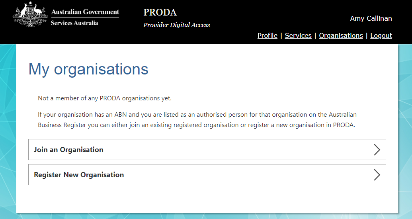 Australian Government
Services Australia
PRODA
Provider Digital Access
Amy Callinan
Profile | Services | Organisations | Logout
My organisations
Not a member of any PRODA organisations yet.
If your organisation has an ABN and you are listed as an authorised person for that organisation on the Australian
Business Register you can either join an existing registered organisation or register a new organisation in PRODA.
Join an Organisation
Register New Organisation